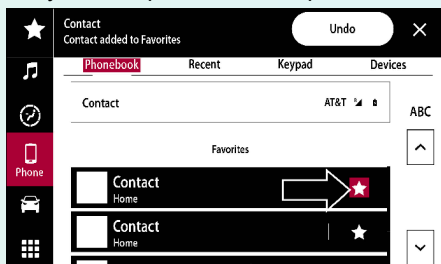 Contact
Contact added to Favorites
Undo
Phonebook Recent Keypad Devices
Contact AT&T
ABC
Favorites
Phone
Contact
Home
Contact
Home